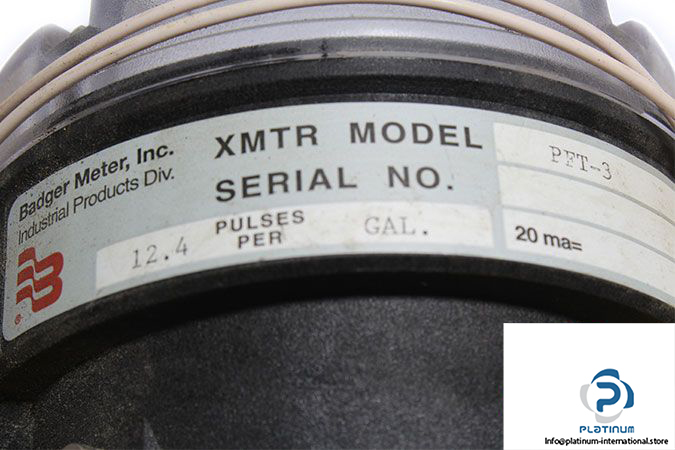 Badger Meter, Inc.
Industrial Products Div.
XMTR MODEL PFT-3
SERIAL NO.
12.4 PULSES PER GAL.
20 ma=
®
PLATINUM
Info@platinum-international.store